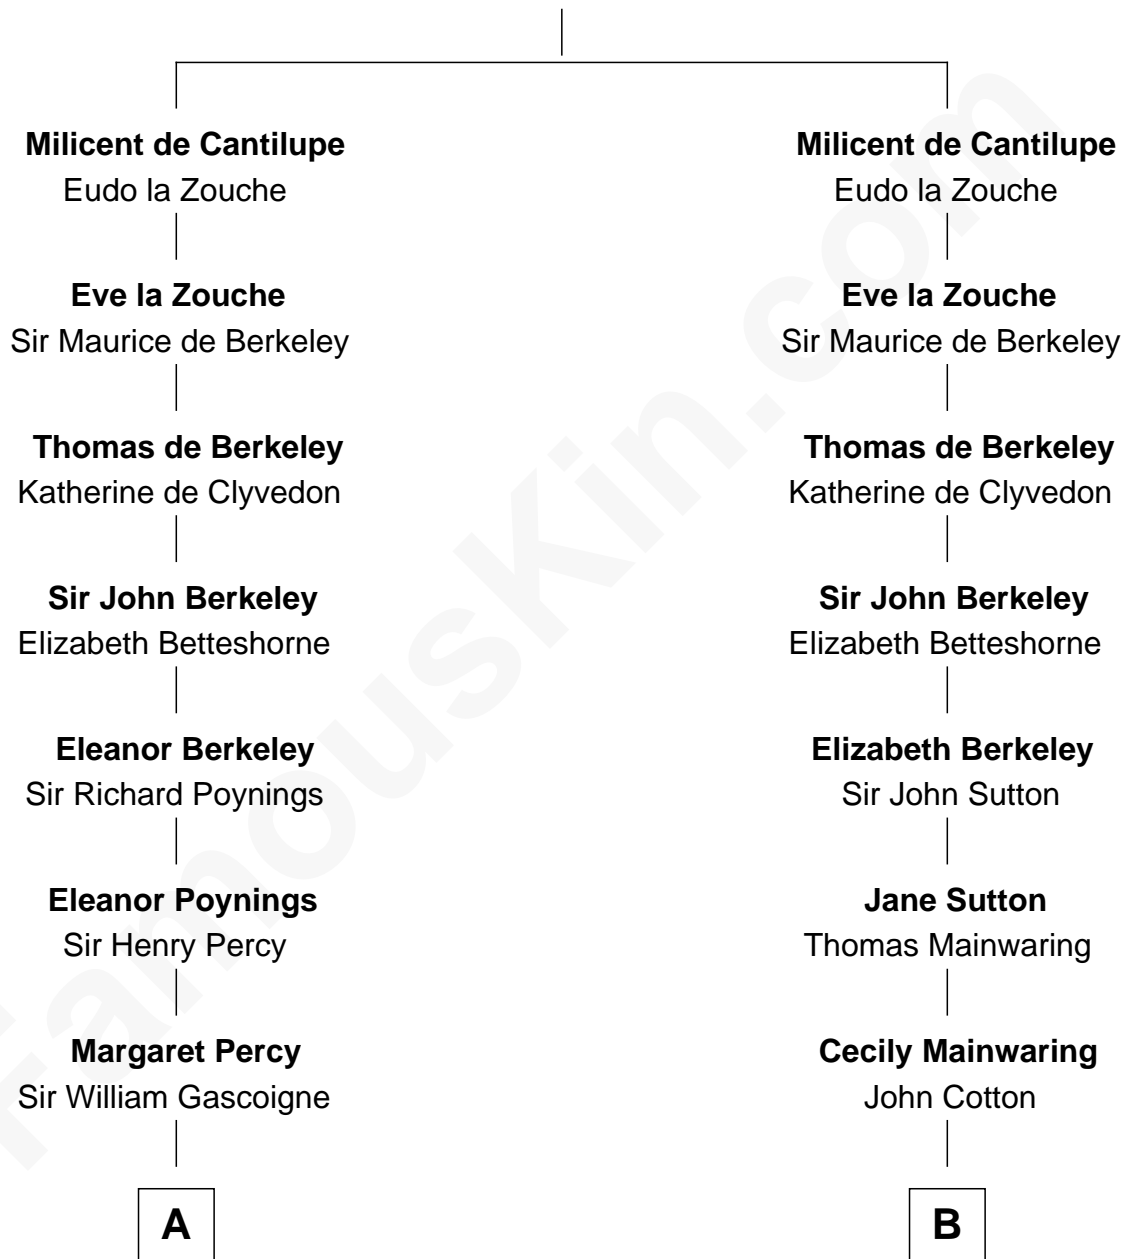 Milicent de Cantilupe
Eudo la Zouche
Eve la Zouche
Sir Maurice de Berkeley
Thomas de Berkeley
Katherine de Clyvedon
Sir John Berkeley
Elizabeth Betteshorne
Eleanor Berkeley
Sir Richard Poynings
Eleanor Poynings
Sir Henry Percy
Margaret Percy
Sir William Gascoigne
A
Milicent de Cantilupe
Eudo la Zouche
Eve la Zouche
Sir Maurice de Berkeley
Thomas de Berkeley
Katherine de Clyvedon
Sir John Berkeley
Elizabeth Betteshorne
Elizabeth Berkeley
Sir John Sutton
Jane Sutton
Thomas Mainwaring
Cecily Mainwaring
John Cotton
B
FamousKin.com